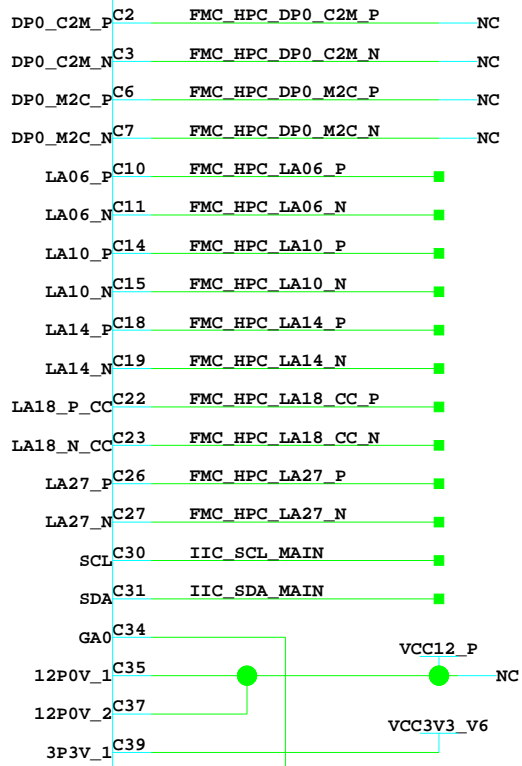 DP0_C2M_P C2 FMC_HPC_DP0_C2M_P NC
DP0_C2M_N C3 FMC_HPC_DP0_C2M_N NC
DP0_M2C_P C6 FMC_HPC_DP0_M2C_P NC
DP0_M2C_N C7 FMC_HPC_DP0_M2C_N NC
LA06_P C10 FMC_HPC_LA06_P
LA06_N C11 FMC_HPC_LA06_N
LA10_P C14 FMC_HPC_LA10_P
LA10_N C15 FMC_HPC_LA10_N
LA14_P C18 FMC_HPC_LA14_P
LA14_N C19 FMC_HPC_LA14_N
LA18_P_CC C22 FMC_HPC_LA18_CC_P
LA18_N_CC C23 FMC_HPC_LA18_CC_N
LA27_P C26 FMC_HPC_LA27_P
LA27_N C27 FMC_HPC_LA27_N
SCL C30 IIC_SCL_MAIN
SDA C31 IIC_SDA_MAIN
GA0 C34
VCC12_P
12P0V_1 C35 NC
12P0V_2 C37
VCC3V3_V6
3P3V_1 C39